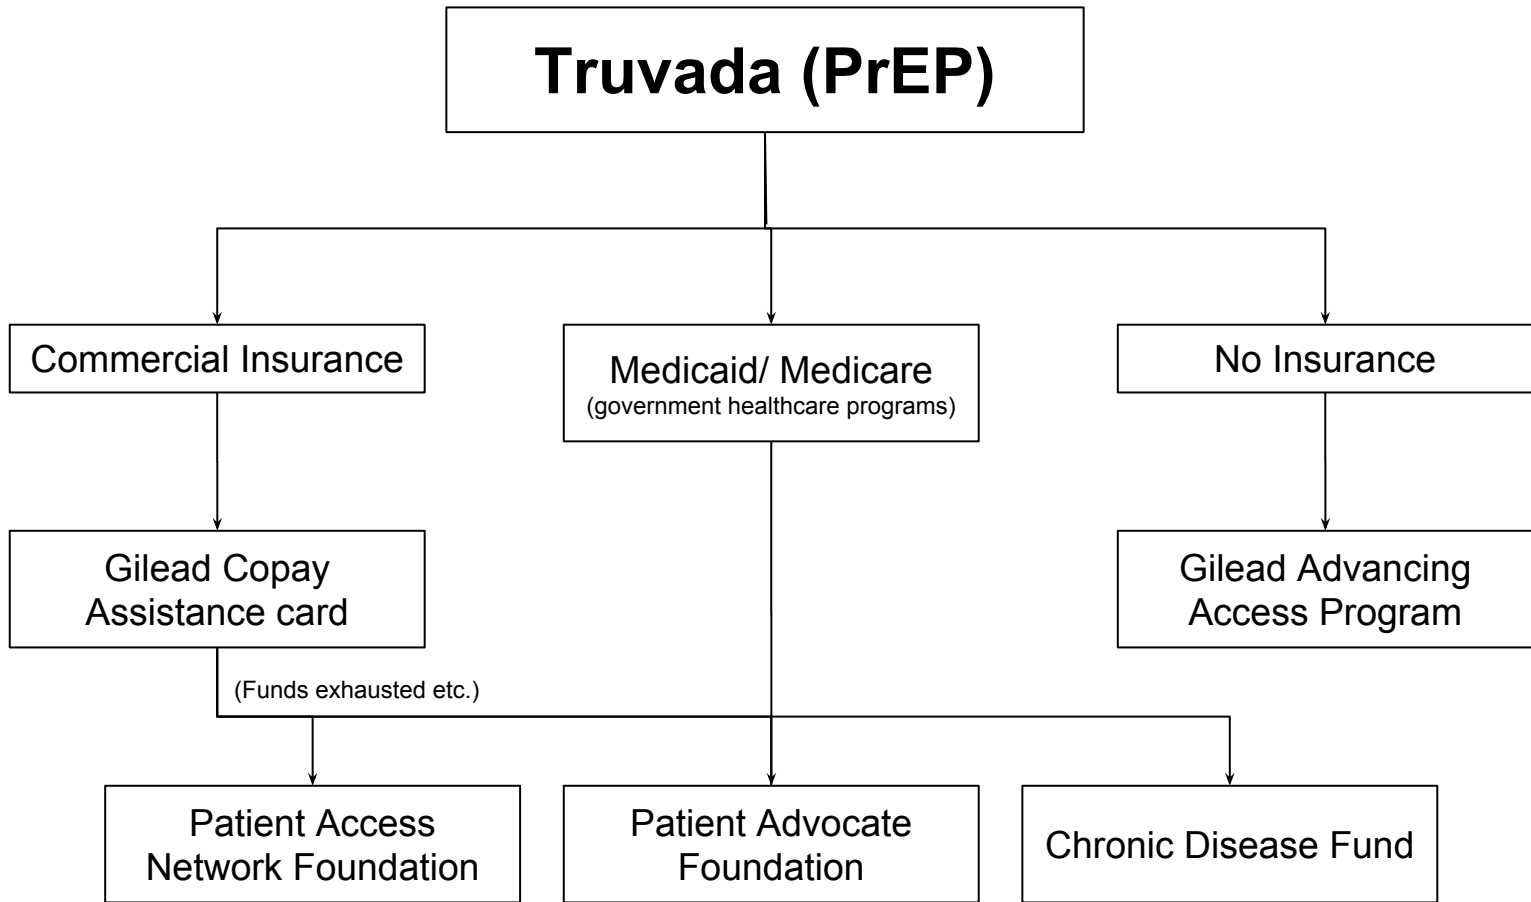 Truvada (PrEP)
Commercial Insurance
Medicaid/ Medicare
(government healthcare programs)
No Insurance
Gilead Copay
Assistance card
Gilead Advancing
Access Program
(Funds exhausted etc.)
Patient Access
Network Foundation
Patient Advocate
Foundation
Chronic Disease Fund